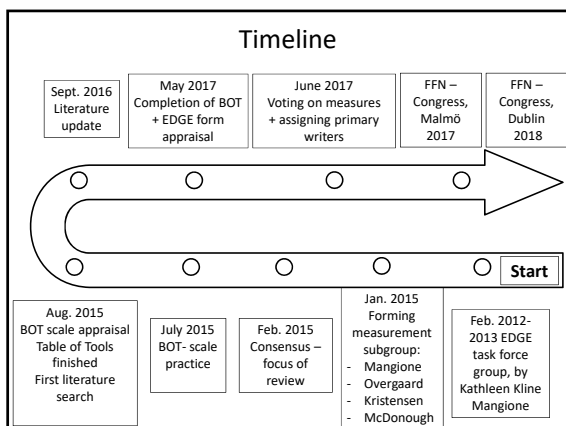 Timeline
Sept. 2016
Literature
update
May 2017
Completion of BOT
+ EDGE form
appraisal
June 2017
Voting on measures
+ assigning primary
writers
FFN –
Congress,
Malmö
2017
FFN –
Congress,
Dublin
2018
Start
Aug. 2015
BOT scale appraisal
Table of Tools
finished
First literature
search
July 2015
BOT- scale
practice
Feb. 2015
Consensus –
focus of
review
Jan. 2015
Forming
measurement
subgroup:
- Mangione
- Overgaard
- Kristensen
- McDonough
Feb. 2012-
2013 EDGE
task force
group, by
Kathleen Kline
Mangione